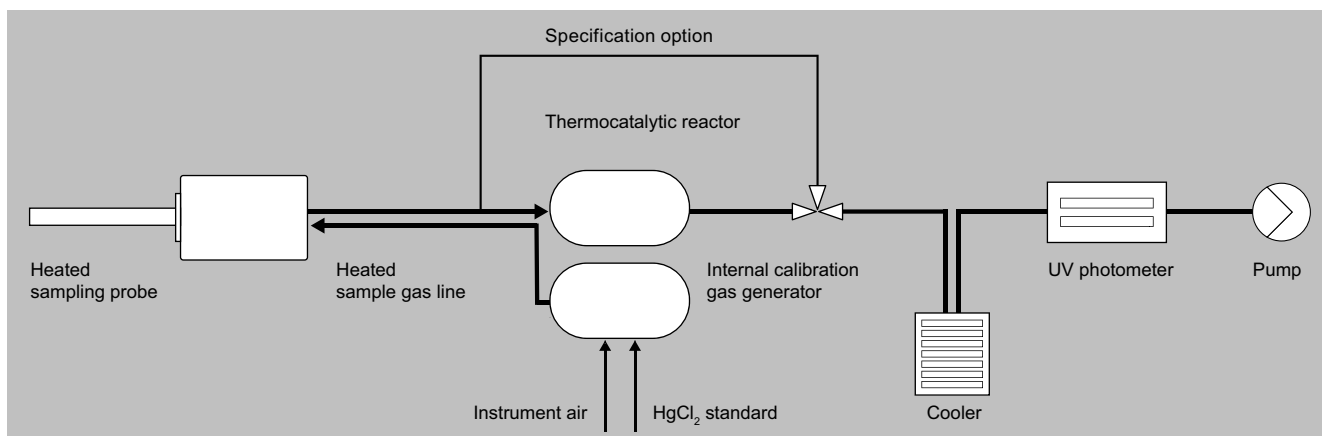 Specification option
Thermocatalytic reactor
Heated
sampling probe
Heated
sample gas line
Internal calibration
gas generator
UV photometer
Pump
Instrument air
HgCl₂ standard
Cooler